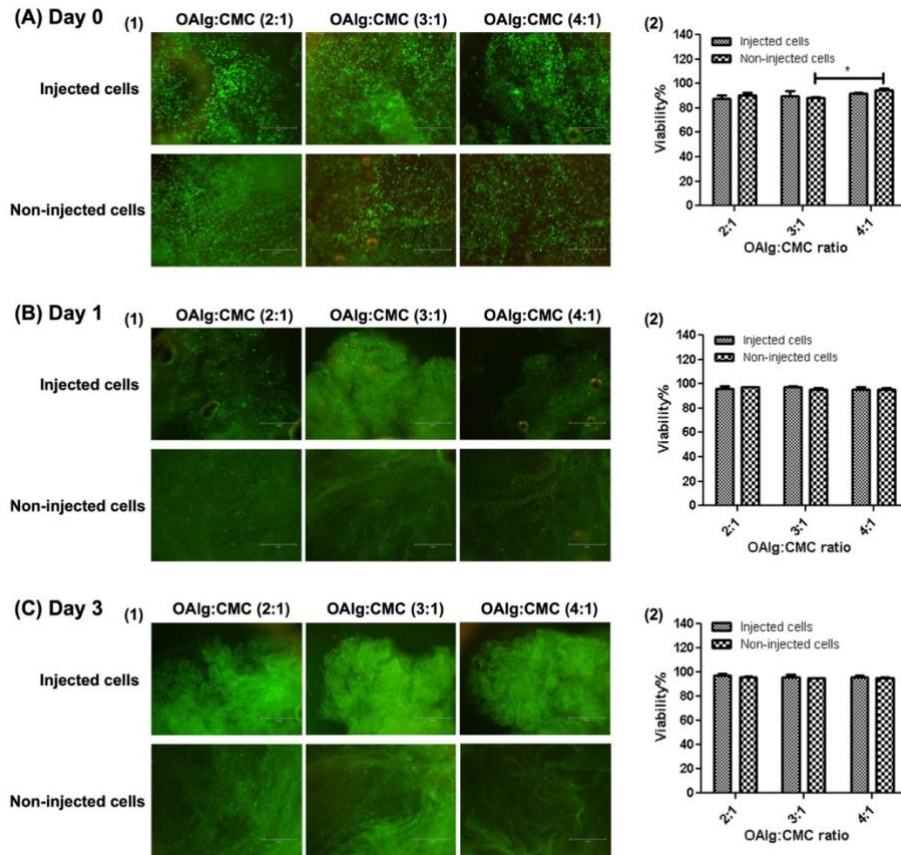 (A) Day 0
(1) OAlg:CMC (2:1) OAlg:CMC (3:1) OAlg:CMC (4:1)
Injected cells
Non-injected cells
(2)
Injected cells
Non-injected cells
*
140
120
100
80
60
40
20
0
Viability%
2:1 3:1 4:1
OAlg:CMC ratio
(B) Day 1
(1) OAlg:CMC (2:1) OAlg:CMC (3:1) OAlg:CMC (4:1)
Injected cells
Non-injected cells
(2)
Injected cells
Non-injected cells
140
120
100
80
60
40
20
0
Viability%
2:1 3:1 4:1
OAlg:CMC ratio
(C) Day 3
(1) OAlg:CMC (2:1) OAlg:CMC (3:1) OAlg:CMC (4:1)
Injected cells
Non-injected cells
(2)
Injected cells
Non-injected cells
140
120
100
80
60
40
20
0
Viability%
2:1 3:1 4:1
OAlg:CMC ratio